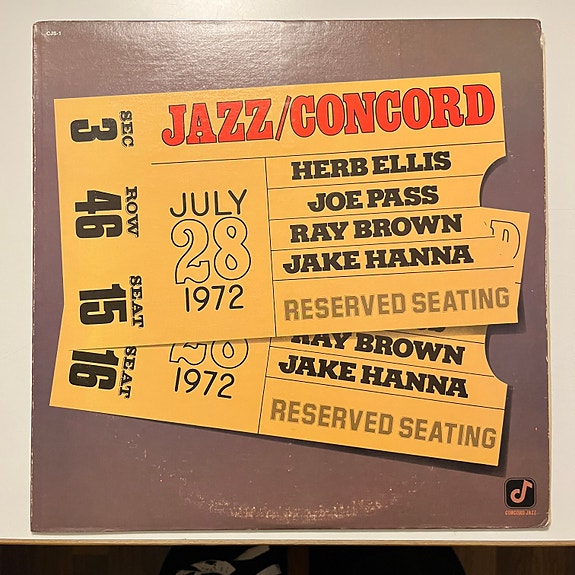 CJS-1
JAZZ/CONCORD
SEC
3
ROW
46
SEAT
15
JULY
28
1972
HERB ELLIS
JOE PASS
RAY BROWN
JAKE HANNA
RESERVED SEATING
SEAT
16
28
1972
RAY BROWN
JAKE HANNA
RESERVED SEATING
CONCORD JAZZ